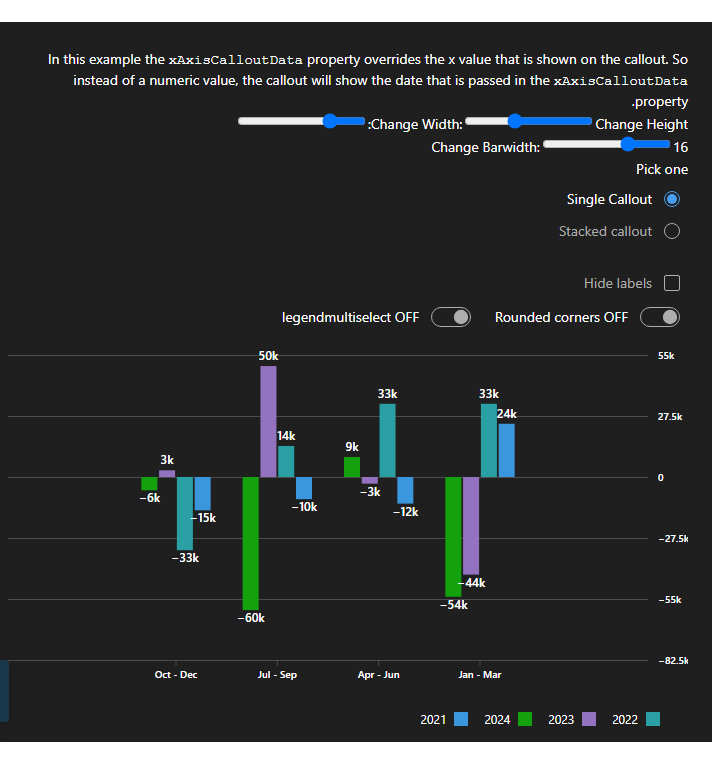 In this example the xAxisCalloutData property overrides the x value that is shown on the callout. So
instead of a numeric value, the callout will show the date that is passed in the xAxisCalloutData
.property
:Change Width: Change Height
Change Barwidth: 16
Pick one
Single Callout
Stacked callout
Hide labels
legendmultiselect OFF Rounded corners OFF
50k 55k
33k 33k
24k 27.5k
14k
9k
3k
0
−6k −3k
−10k
−15k −12k
−27.5k
−33k
−44k
−54k −55k
−60k
−82.5k
Oct - Dec Jul - Sep Apr - Jun Jan - Mar
2021 2024 2023 2022